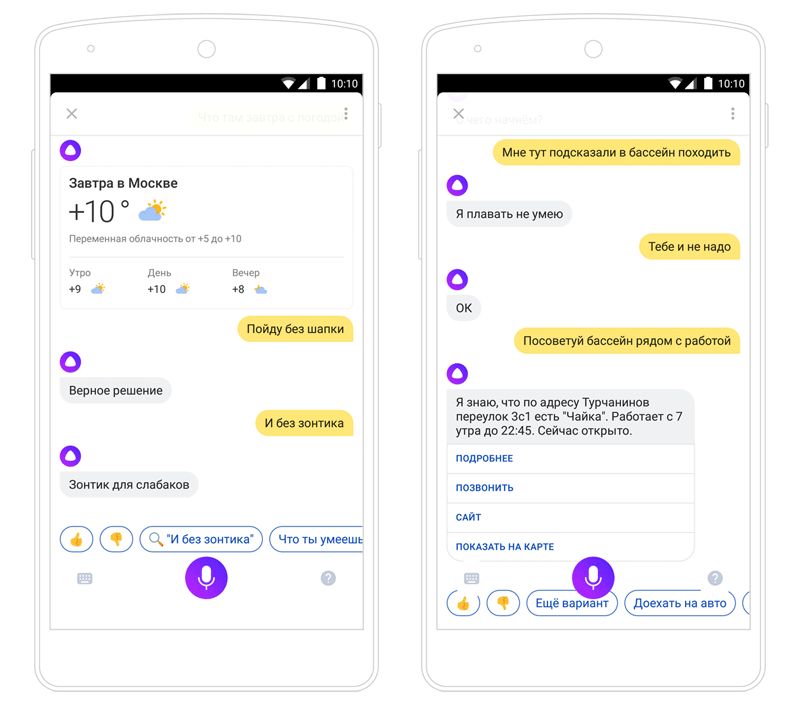 10:10
Что там завтра с погодой
Завтра в Москве
+10 °
Переменная облачность от +5 до +10
Утро День Вечер
+9 +10 +8
Пойду без шапки
Верное решение
И без зонтика
Зонтик для слабаков
"И без зонтика" Что ты умеешь
?
10:10
чего начнём?
Мне тут подсказали в бассейн походить
Я плавать не умею
Тебе и не надо
ОК
Посоветуй бассейн рядом с работой
Я знаю, что по адресу Турчанинов
переулок 3с1 есть "Чайка". Работает с 7
утра до 22:45. Сейчас открыто.
ПОДРОБНЕЕ
ПОЗВОНИТЬ
САЙТ
ПОКАЗАТЬ НА КАРТЕ
?
Ещё вариант Доехать на авто